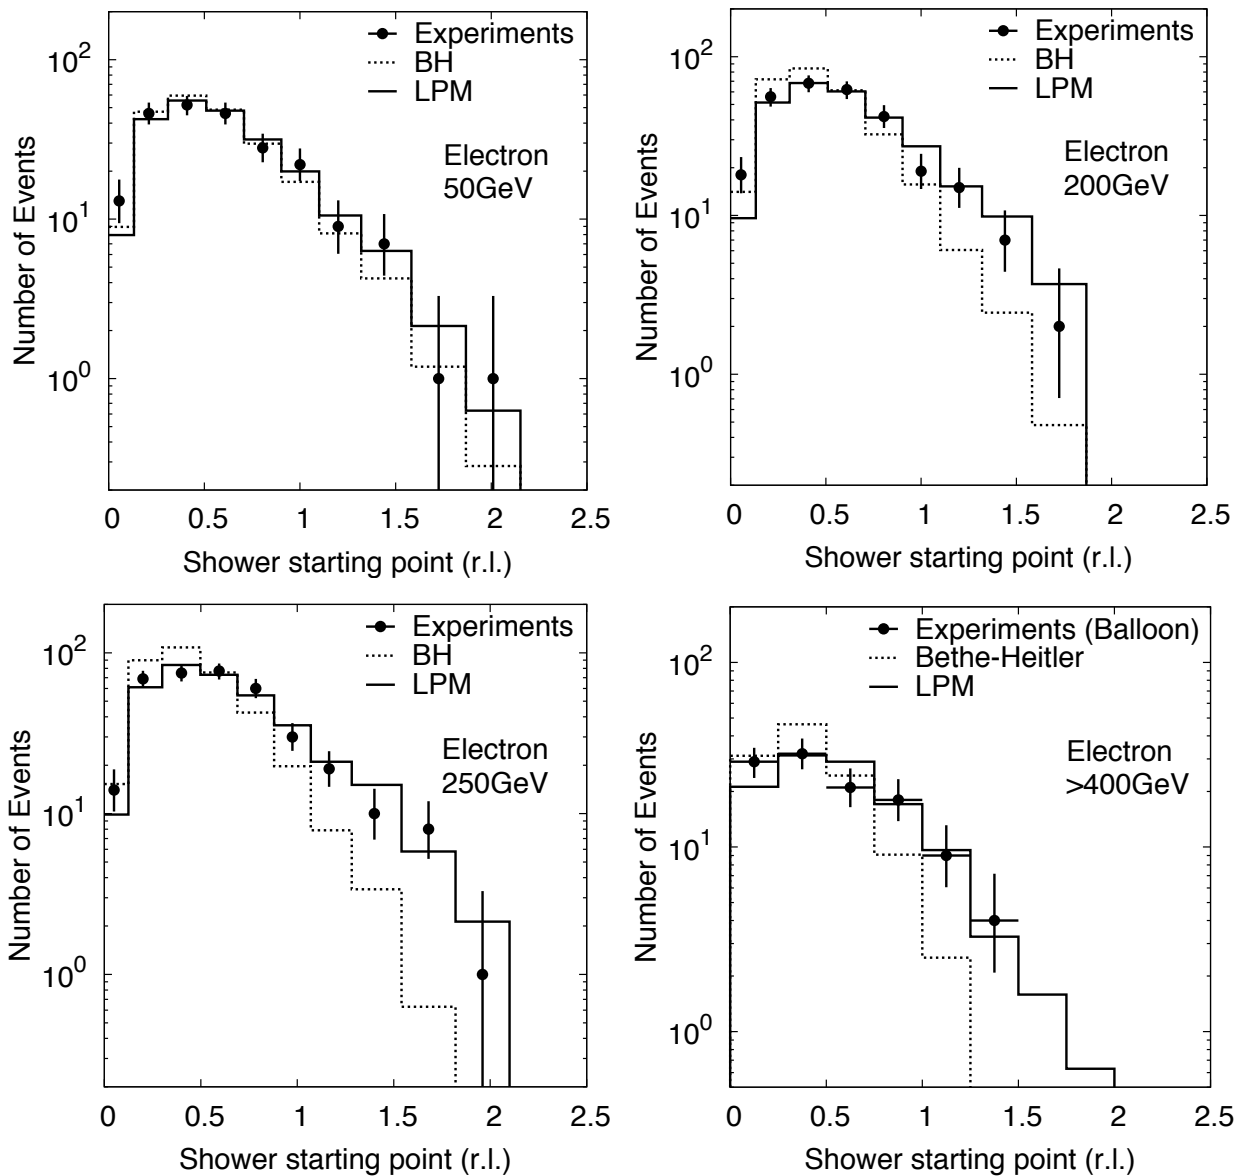 Experiments
BH
LPM
Electron
50GeV
Number of Events
10^2
10^1
10^0
0 0.5 1 1.5 2 2.5
Shower starting point (r.l.)
Experiments
BH
LPM
Electron
200GeV
Number of Events
10^2
10^1
10^0
0 0.5 1 1.5 2 2.5
Shower starting point (r.l.)
Experiments
BH
LPM
Electron
250GeV
Number of Events
10^2
10^1
10^0
0 0.5 1 1.5 2 2.5
Shower starting point (r.l.)
Experiments (Balloon)
Bethe-Heitler
LPM
Electron
>400GeV
Number of Events
10^2
10^1
10^0
0 0.5 1 1.5 2 2.5
Shower starting point (r.l.)